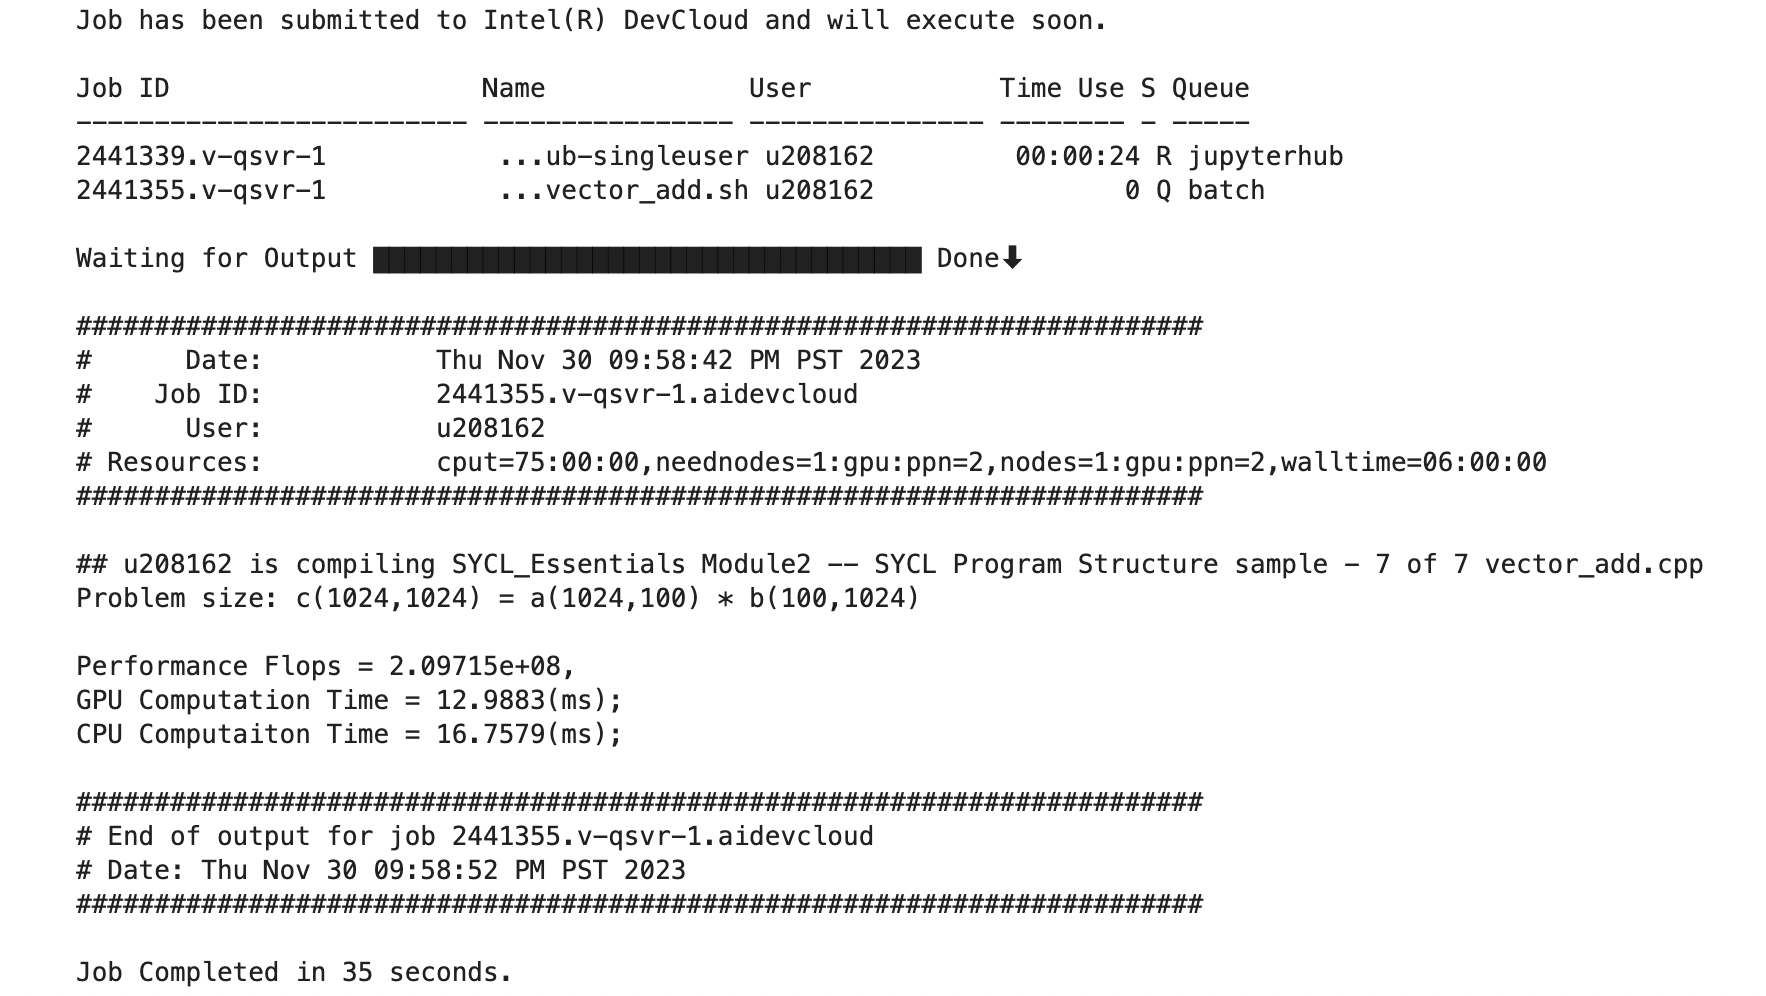 Job has been submitted to Intel(R) DevCloud and will execute soon.
Job ID                    Name             User            Time Use S Queue
------------------------- ---------------- --------------- -------- - -----
2441339.v-qsvr-1           ...ub-singleuser u208162         00:00:24 R jupyterhub
2441355.v-qsvr-1           ...vector_add.sh u208162                0 Q batch
Waiting for Output ███████████████████████████████████ Done⬇
########################################################################
#      Date:           Thu Nov 30 09:58:42 PM PST 2023
#    Job ID:           2441355.v-qsvr-1.aidevcloud
#      User:           u208162
# Resources:           cput=75:00:00,neednodes=1:gpu:ppn=2,nodes=1:gpu:ppn=2,walltime=06:00:00
########################################################################
## u208162 is compiling SYCL_Essentials Module2 -- SYCL Program Structure sample - 7 of 7 vector_add.cpp
Problem size: c(1024,1024) = a(1024,100) * b(100,1024)
Performance Flops = 2.09715e+08,
GPU Computation Time = 12.9883(ms);
CPU Computaiton Time = 16.7579(ms);
########################################################################
# End of output for job 2441355.v-qsvr-1.aidevcloud
# Date: Thu Nov 30 09:58:52 PM PST 2023
########################################################################
Job Completed in 35 seconds.